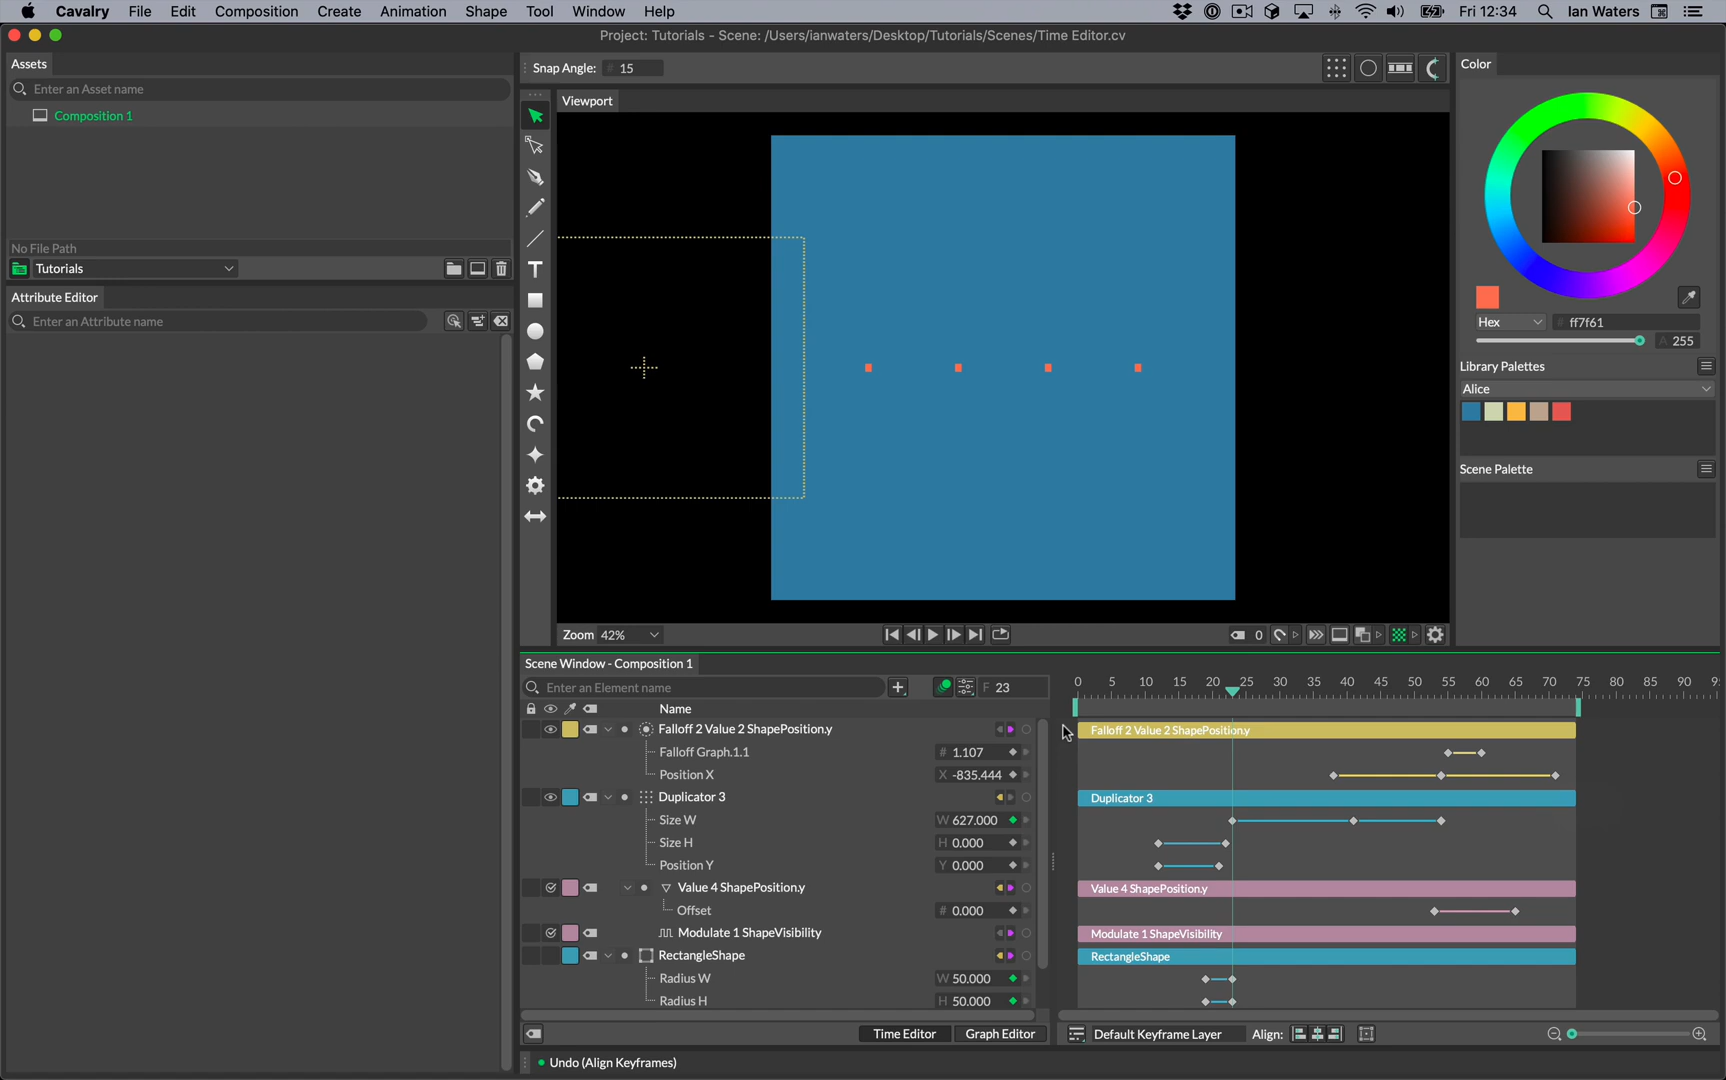 Cavalry File Edit Composition Create Animation Shape Tool Window Help Fri 12:34 Ian Waters
Project: Tutorials - Scene: /Users/ianwaters/Desktop/Tutorials/Scenes/Time Editor.cv
Assets
Enter an Asset name
Composition 1
No File Path
Tutorials
Attribute Editor
Enter an Attribute name
Snap Angle: # 15
Viewport
Zoom 42%
0
Color
Hex # ff7f61
A 255
Library Palettes
Alice
Scene Palette
Scene Window - Composition 1
Enter an Element name
F 23
0 5 10 15 20 25 30 35 40 45 50 55 60 65 70 75 80 85 90
Name
Falloff 2 Value 2 ShapePosition.y
Falloff 2 Value 2 ShapePosition.y
Falloff Graph.1.1 # 1.107
Position X X -835.444
Duplicator 3
Duplicator 3
Size W W 627.000
Size H H 0.000
Position Y Y 0.000
Value 4 ShapePosition.y
Value 4 ShapePosition.y
Offset # 0.000
Modulate 1 ShapeVisibility
Modulate 1 ShapeVisibility
RectangleShape
RectangleShape
Radius W W 50.000
Radius H H 50.000
Time Editor Graph Editor
Default Keyframe Layer Align:
Undo (Align Keyframes)